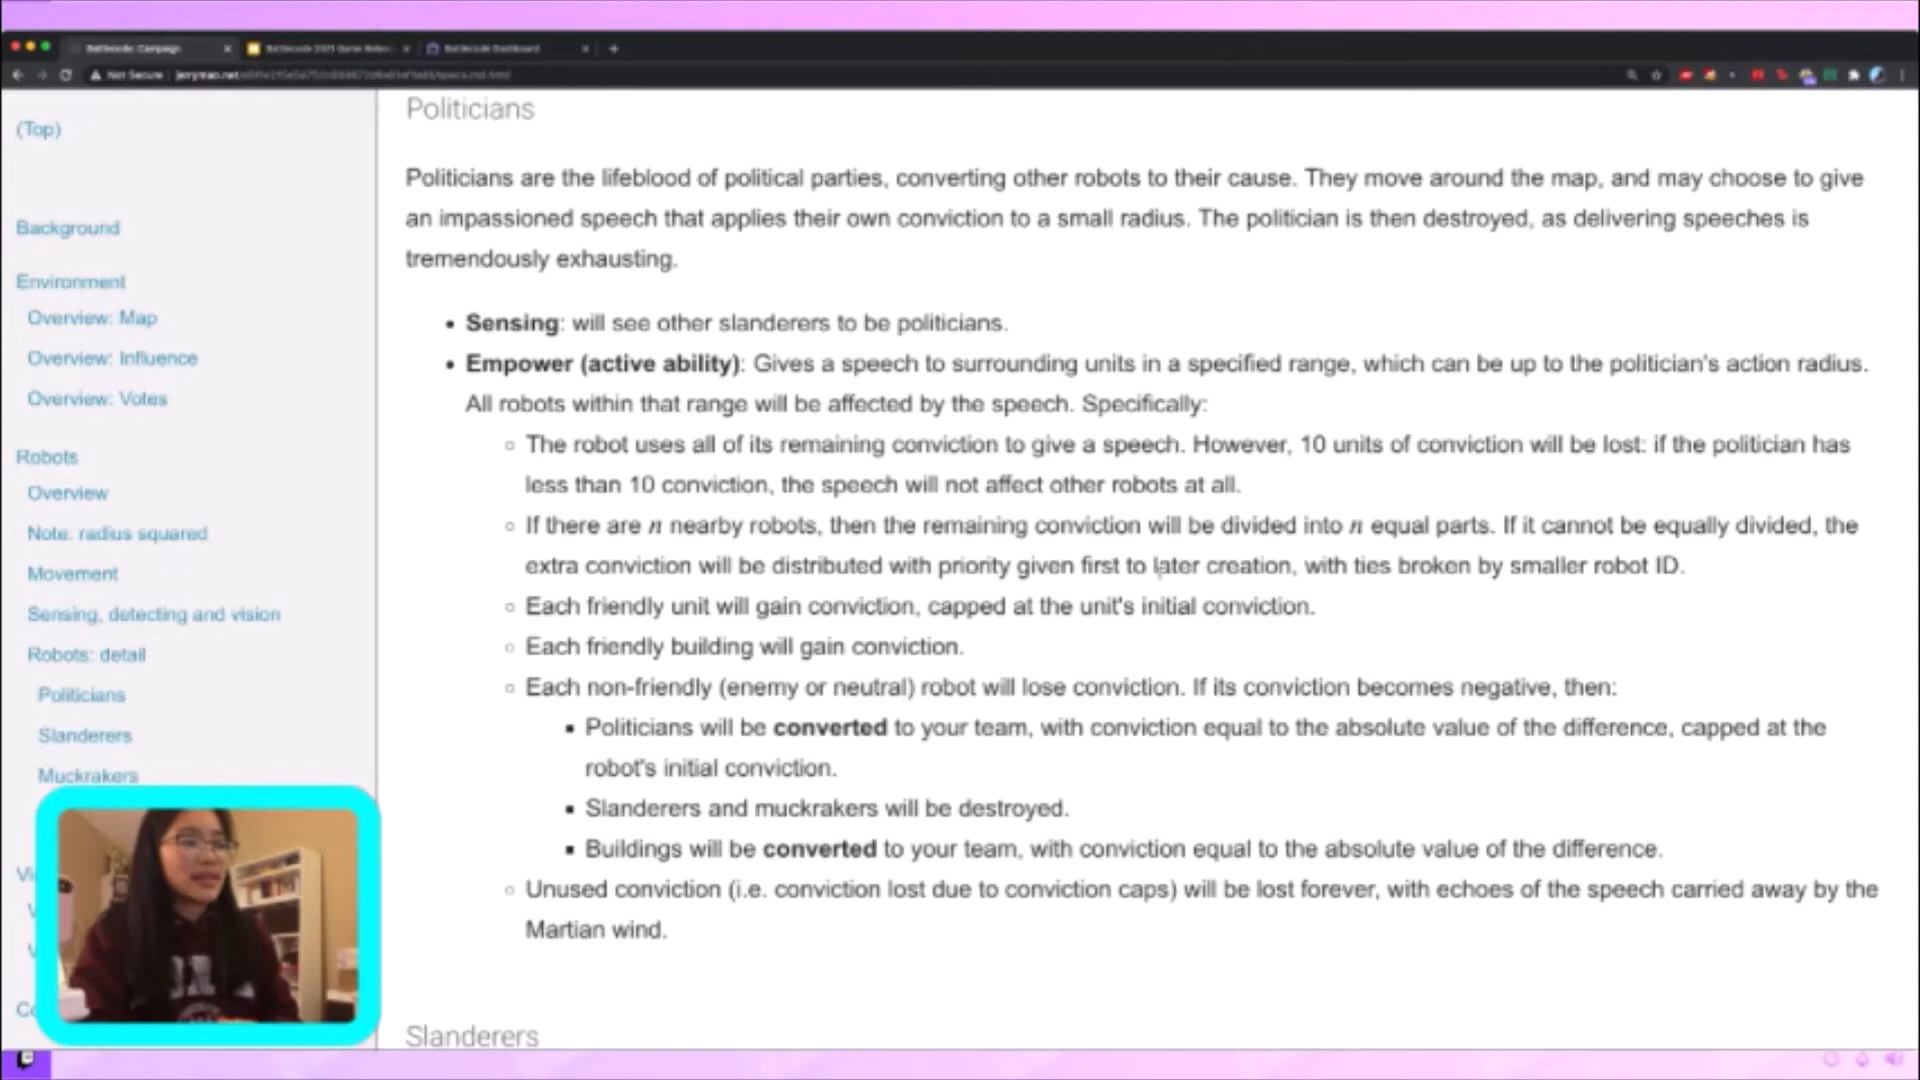 Battlecode: Campaign
Battlecode Dashboard
Not Secure
(Top)
Background
Environment
Overview: Map
Overview: Influence
Overview: Votes
Robots
Overview
Note: radius squared
Movement
Sensing, detecting and vision
Robots: detail
Politicians
Slanderers
Muckrakers
Politicians
Politicians are the lifeblood of political parties, converting other robots to their cause. They move around the map, and may choose to give
an impassioned speech that applies their own conviction to a small radius. The politician is then destroyed, as delivering speeches is
tremendously exhausting.
• Sensing: will see other slanderers to be politicians.
• Empower (active ability): Gives a speech to surrounding units in a specified range, which can be up to the politician's action radius.
All robots within that range will be affected by the speech. Specifically:
○ The robot uses all of its remaining conviction to give a speech. However, 10 units of conviction will be lost: if the politician has
less than 10 conviction, the speech will not affect other robots at all.
○ If there are n nearby robots, then the remaining conviction will be divided into n equal parts. If it cannot be equally divided, the
extra conviction will be distributed with priority given first to later creation, with ties broken by smaller robot ID.
○ Each friendly unit will gain conviction, capped at the unit's initial conviction.
○ Each friendly building will gain conviction.
○ Each non-friendly (enemy or neutral) robot will lose conviction. If its conviction becomes negative, then:
▪ Politicians will be converted to your team, with conviction equal to the absolute value of the difference, capped at the
robot's initial conviction.
▪ Slanderers and muckrakers will be destroyed.
▪ Buildings will be converted to your team, with conviction equal to the absolute value of the difference.
○ Unused conviction (i.e. conviction lost due to conviction caps) will be lost forever, with echoes of the speech carried away by the
Martian wind.
Slanderers